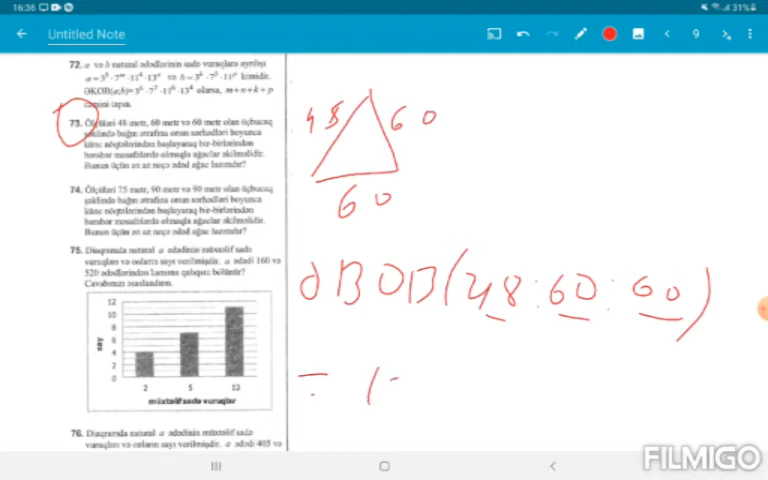 16:36
31%
Untitled Note
9
72. a və b natural ədədlərinin sadə vuruqlara ayrılışı
və
kimidir.
ƏKOB(a;b)=
olarsa, m+n+k+p
cəmini tapın.
73. Ölçüləri 48 metr, 60 metr və 60 metr olan üçbucaq
şəklində bağın ətrafına onun sərhədləri boyunca
künc nöqtələrindən başlayaraq bir-birlərindən
bərabər məsafələrdə olmaqla ağaclar əkilməlidir.
Bunun üçün ən az neçə ədəd ağac lazımdır?
74. Ölçüləri 75 metr, 90 metr və 90 metr olan üçbucaq
şəklində bağın ətrafına onun sərhədləri boyunca
künc nöqtələrindən başlayaraq bir-birlərindən
bərabər məsafələrdə olmaqla ağaclar əkilməlidir.
Bunun üçün ən az neçə ədəd ağac lazımdır?
75. Diaqramda natural a ədədinin müxtəlif sadə
vuruqları və onların sayı verilmişdir. a ədədi 160 və
520 ədədlərindən hansına qalıqsız bölünür?
Cavabınızı əsaslandırın.
12
10
8
6
4
2
0
say
2 5 13
müxtəlif sadə vuruqlar
76. Diaqramda natural a ədədinin müxtəlif sadə
vuruqları və onların sayı verilmişdir. a ədədi 405 və
48 60
60
ƏBOB(48:60:60)
=
FILMIGO